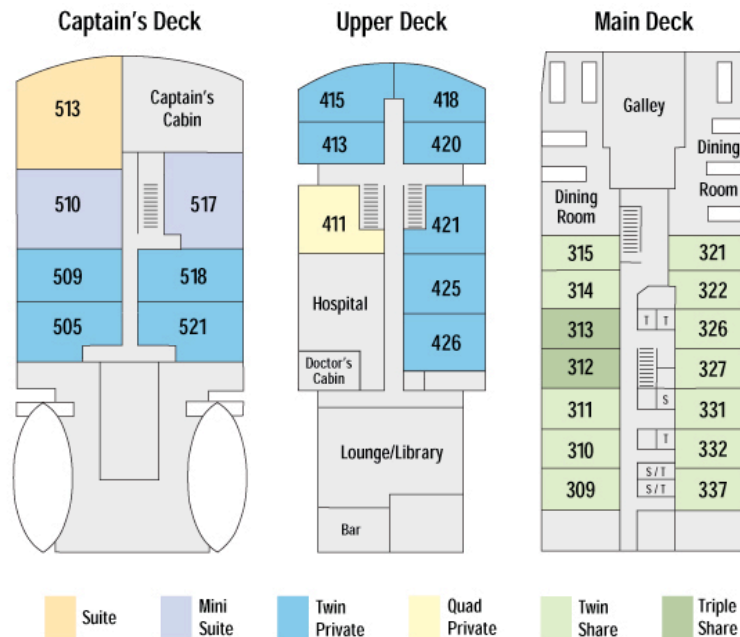 Captain's Deck
513
Captain's
Cabin
510
517
509
518
505
521
Upper Deck
415
418
413
420
411
421
Hospital
425
Doctor's
Cabin
426
Lounge/Library
Bar
Main Deck
Galley
Dining
Room
Dining
Room
315
321
314
322
313
T T
326
312
327
S
311
331
310
T
332
S / T
309
S / T
337
Suite
Mini
Suite
Twin
Private
Quad
Private
Twin
Share
Triple
Share